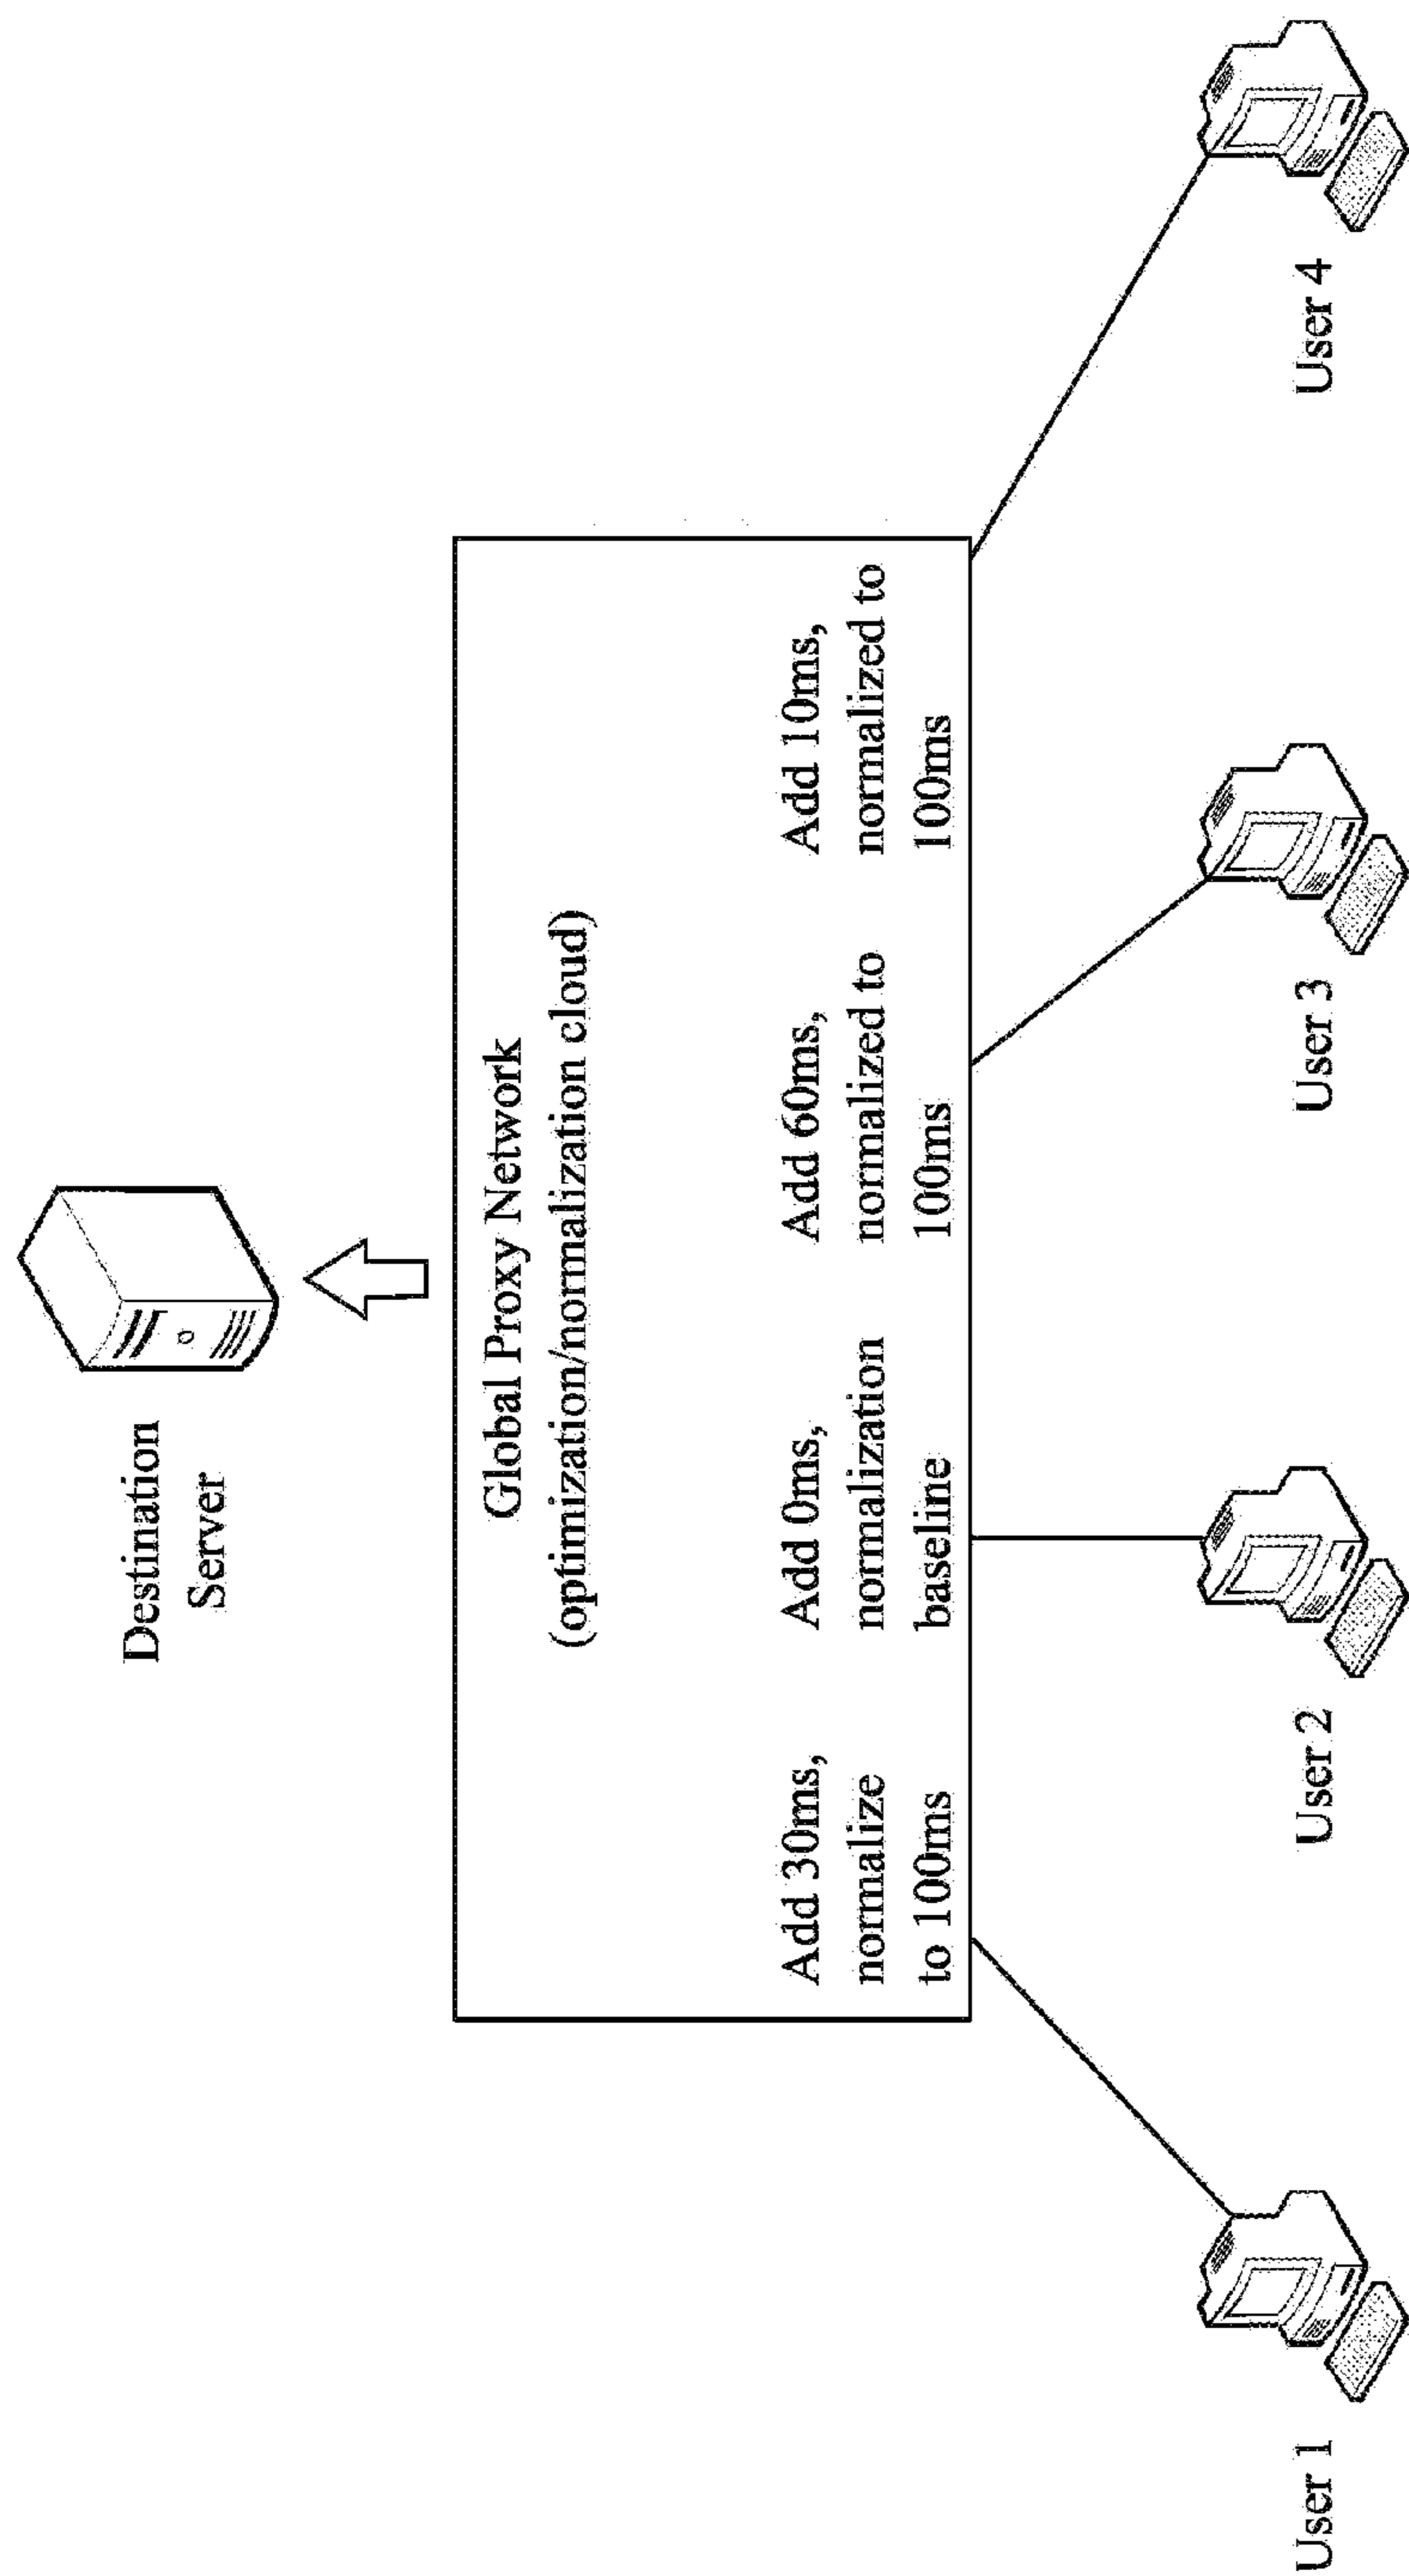 Destination
Server
Global Proxy Network
(optimization/normalization cloud)
Add 30ms,
normalize
to 100ms
Add 0ms,
normalization
baseline
Add 60ms,
normalized to
100ms
Add 10ms,
normalized to
100ms
User 1
User 2
User 3
User 4